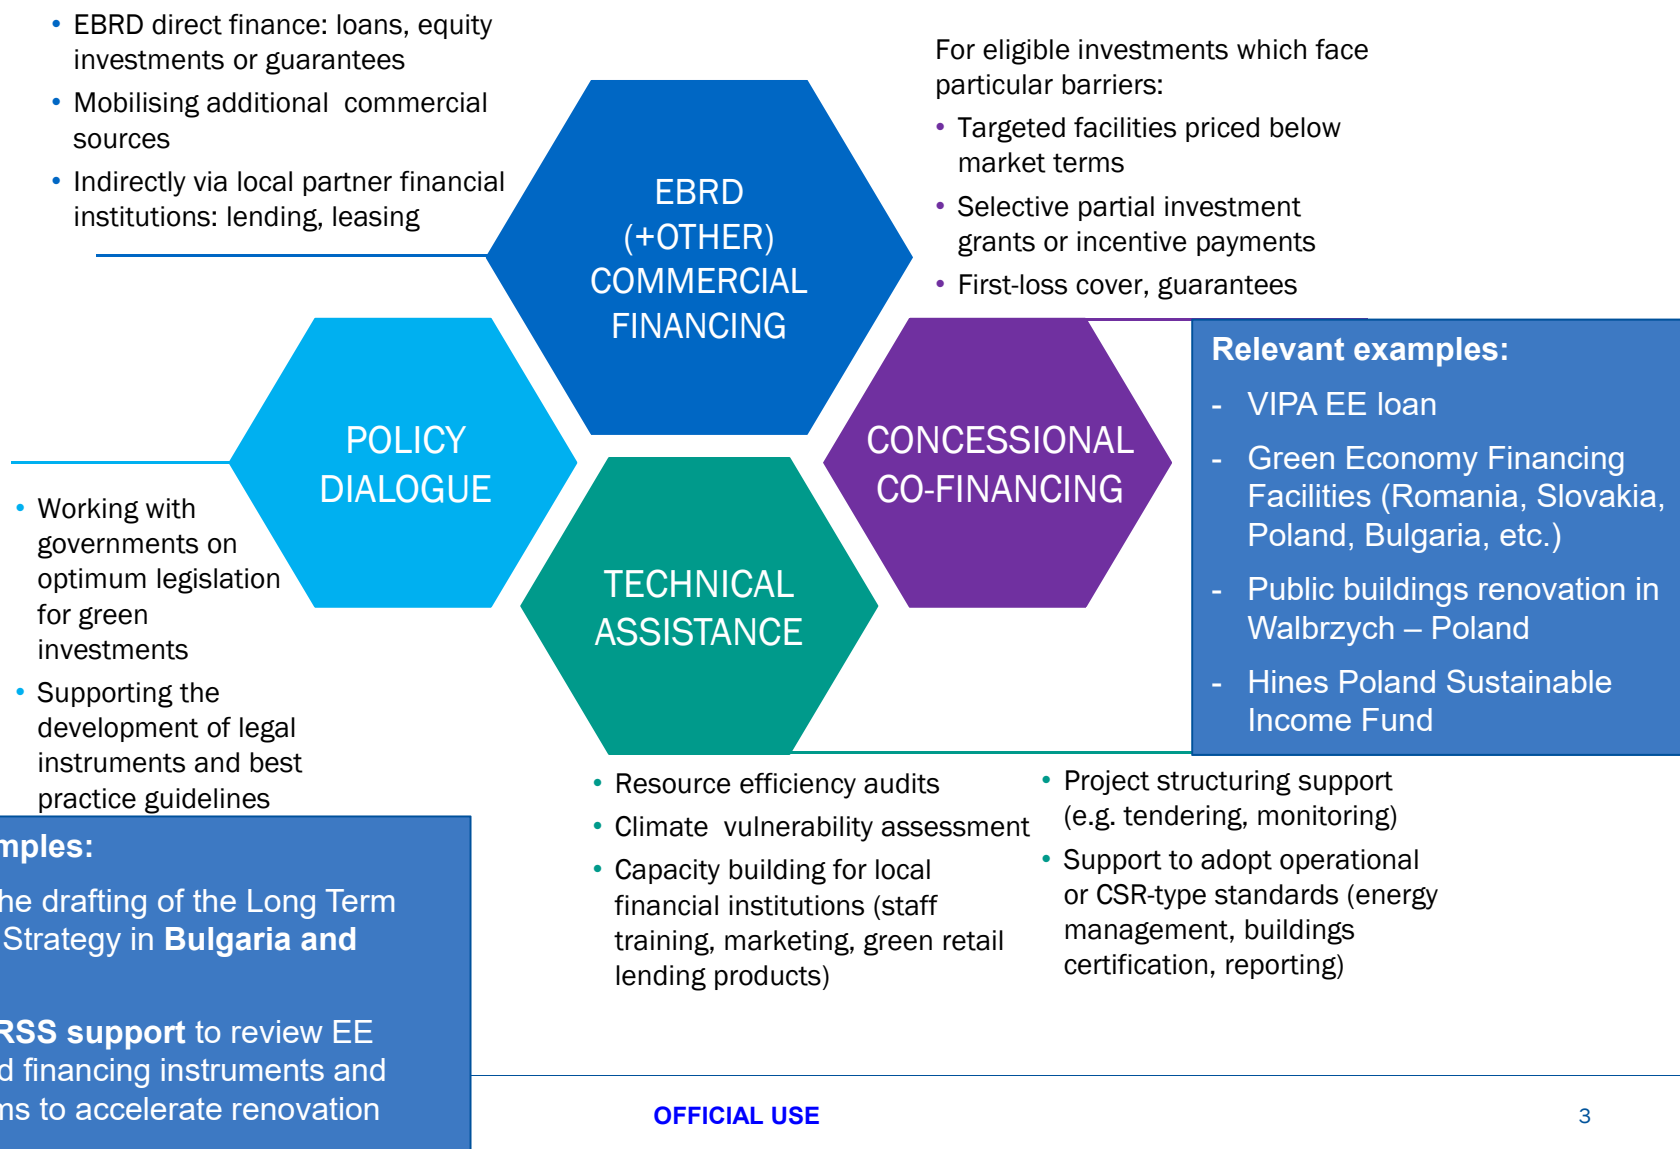 • EBRD direct finance: loans, equity
investments or guarantees
• Mobilising additional commercial
sources
• Indirectly via local partner financial
institutions: lending, leasing
EBRD
(+OTHER)
COMMERCIAL
FINANCING
For eligible investments which face
particular barriers:
• Targeted facilities priced below
market terms
• Selective partial investment
grants or incentive payments
• First-loss cover, guarantees
POLICY
DIALOGUE
CONCESSIONAL
CO-FINANCING
TECHNICAL
ASSISTANCE
Relevant examples:
- VIPA EE loan
- Green Economy Financing
Facilities (Romania, Slovakia,
Poland, Bulgaria, etc.)
- Public buildings renovation in
Walbrzych – Poland
- Hines Poland Sustainable
Income Fund
• Working with
governments on
optimum legislation
for green
investments
• Supporting the
development of legal
instruments and best
practice guidelines
• Resource efficiency audits
• Climate vulnerability assessment
• Capacity building for local
financial institutions (staff
training, marketing, green retail
lending products)
• Project structuring support
(e.g. tendering, monitoring)
• Support to adopt operational
or CSR-type standards (energy
management, buildings
certification, reporting)
mples:
he drafting of the Long Term
Strategy in Bulgaria and
RSS support to review EE
d financing instruments and
ms to accelerate renovation
OFFICIAL USE
3